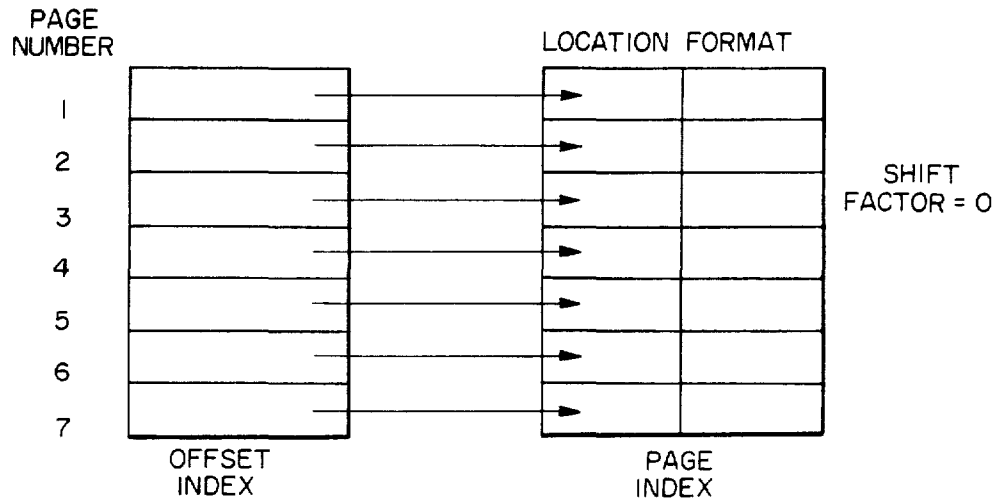 PAGE
NUMBER
LOCATION FORMAT
1
2
3
4
5
6
7
SHIFT
FACTOR = 0
OFFSET
INDEX
PAGE
INDEX